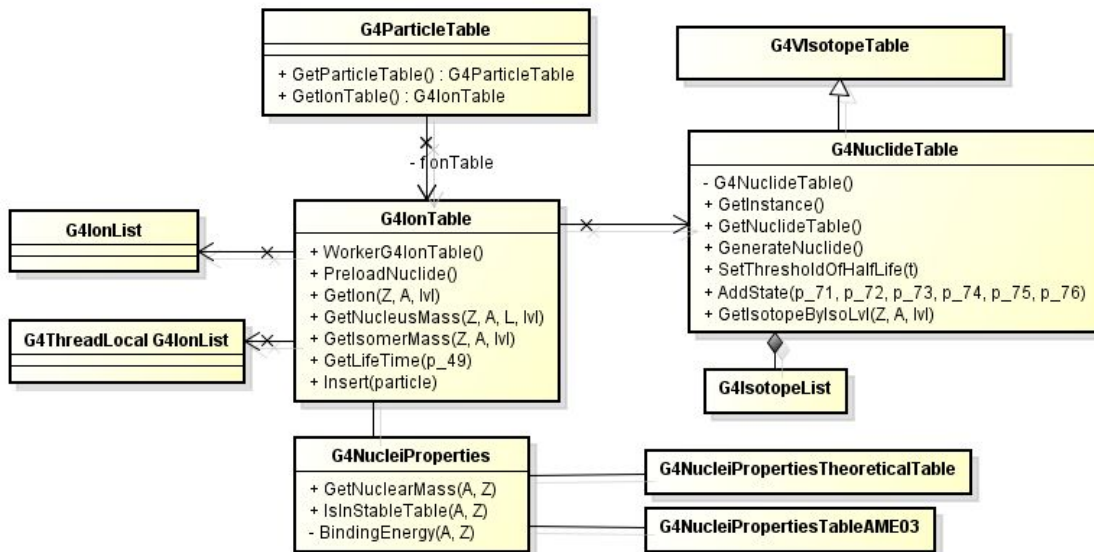 G4ParticleTable
+ GetParticleTable() : G4ParticleTable
+ GetIonTable() : G4IonTable
- fIonTable
G4VIsotopeTable
G4NuclideTable
- G4NuclideTable()
+ GetInstance()
+ GetNuclideTable()
+ GenerateNuclide()
+ SetThresholdOfHalfLife(t)
+ AddState(p_71, p_72, p_73, p_74, p_75, p_76)
+ GetIsotopeByIsoLvl(Z, A, lvl)
G4IsotopeList
G4IonList
G4ThreadLocal G4IonList
G4IonTable
+ WorkerG4IonTable()
+ PreloadNuclide()
+ GetIon(Z, A, lvl)
+ GetNucleusMass(Z, A, L, lvl)
+ GetIsomerMass(Z, A, lvl)
+ GetLifeTime(p_49)
+ Insert(particle)
G4NucleiProperties
+ GetNuclearMass(A, Z)
+ IsInStableTable(A, Z)
- BindingEnergy(A, Z)
G4NucleiPropertiesTheoreticalTable
G4NucleiPropertiesTableAME03